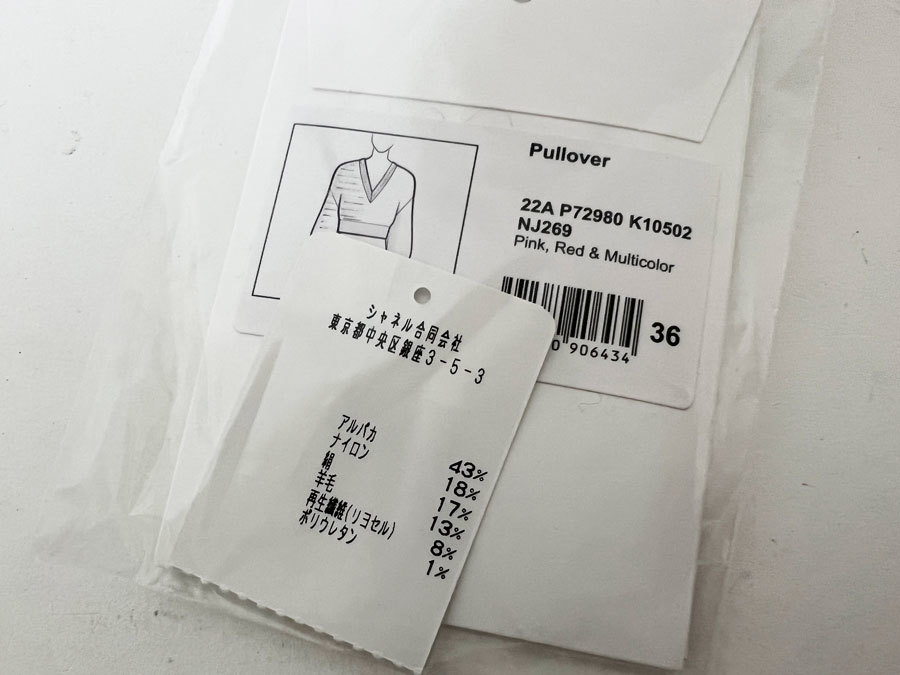 Pullover
22A P72980 K10502
NJ269
Pink, Red & Multicolor
36
0 906434
シャネル合同会社
東京都中央区銀座3-5-3
アルパカ 43%
ナイロン 18%
絹 17%
羊毛 13%
再生繊維(リヨセル) 8%
ポリウレタン 1%